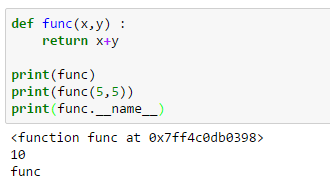 def func(x,y) :
    return x+y
print(func)
print(func(5,5))
print(func.__name__)
<function func at 0x7ff4c0db0398>
10
func